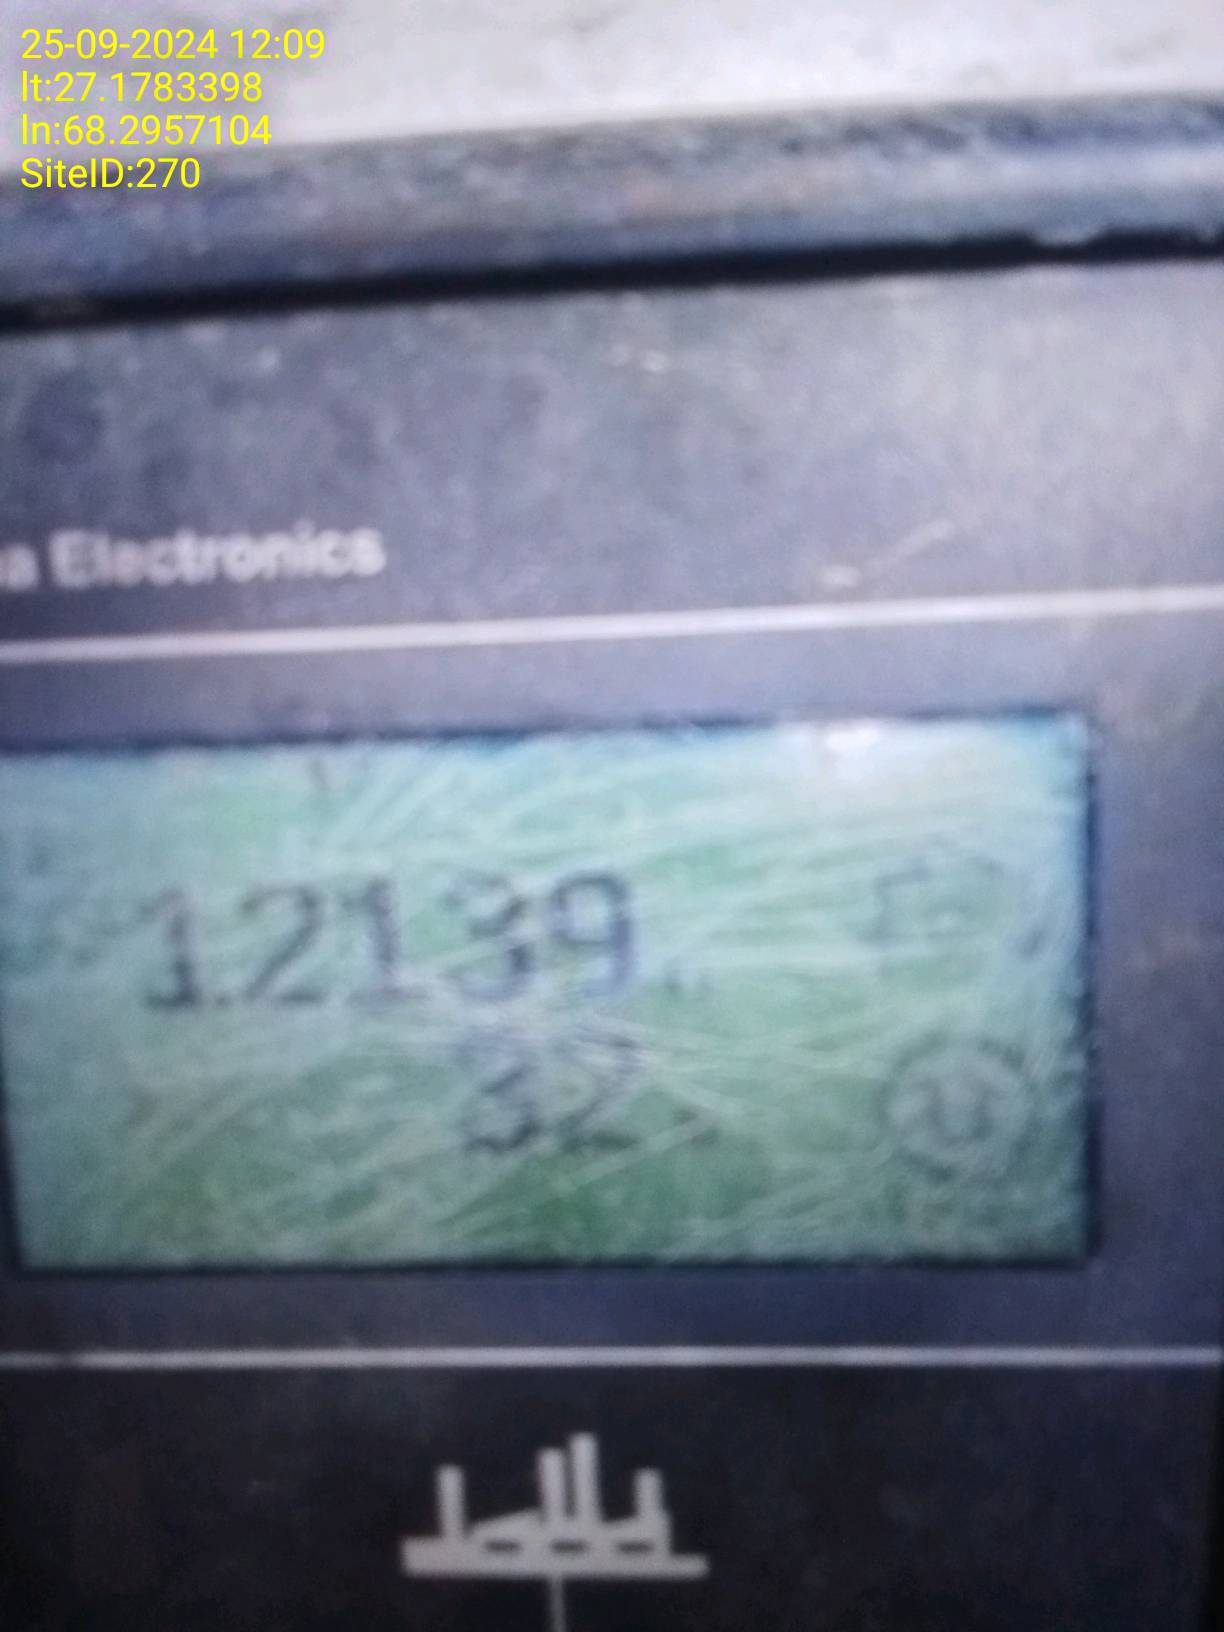 25-09-2024 12:09
lt:27.1783398
ln:68.2957104
SiteID:270
a Electronics
12139
32